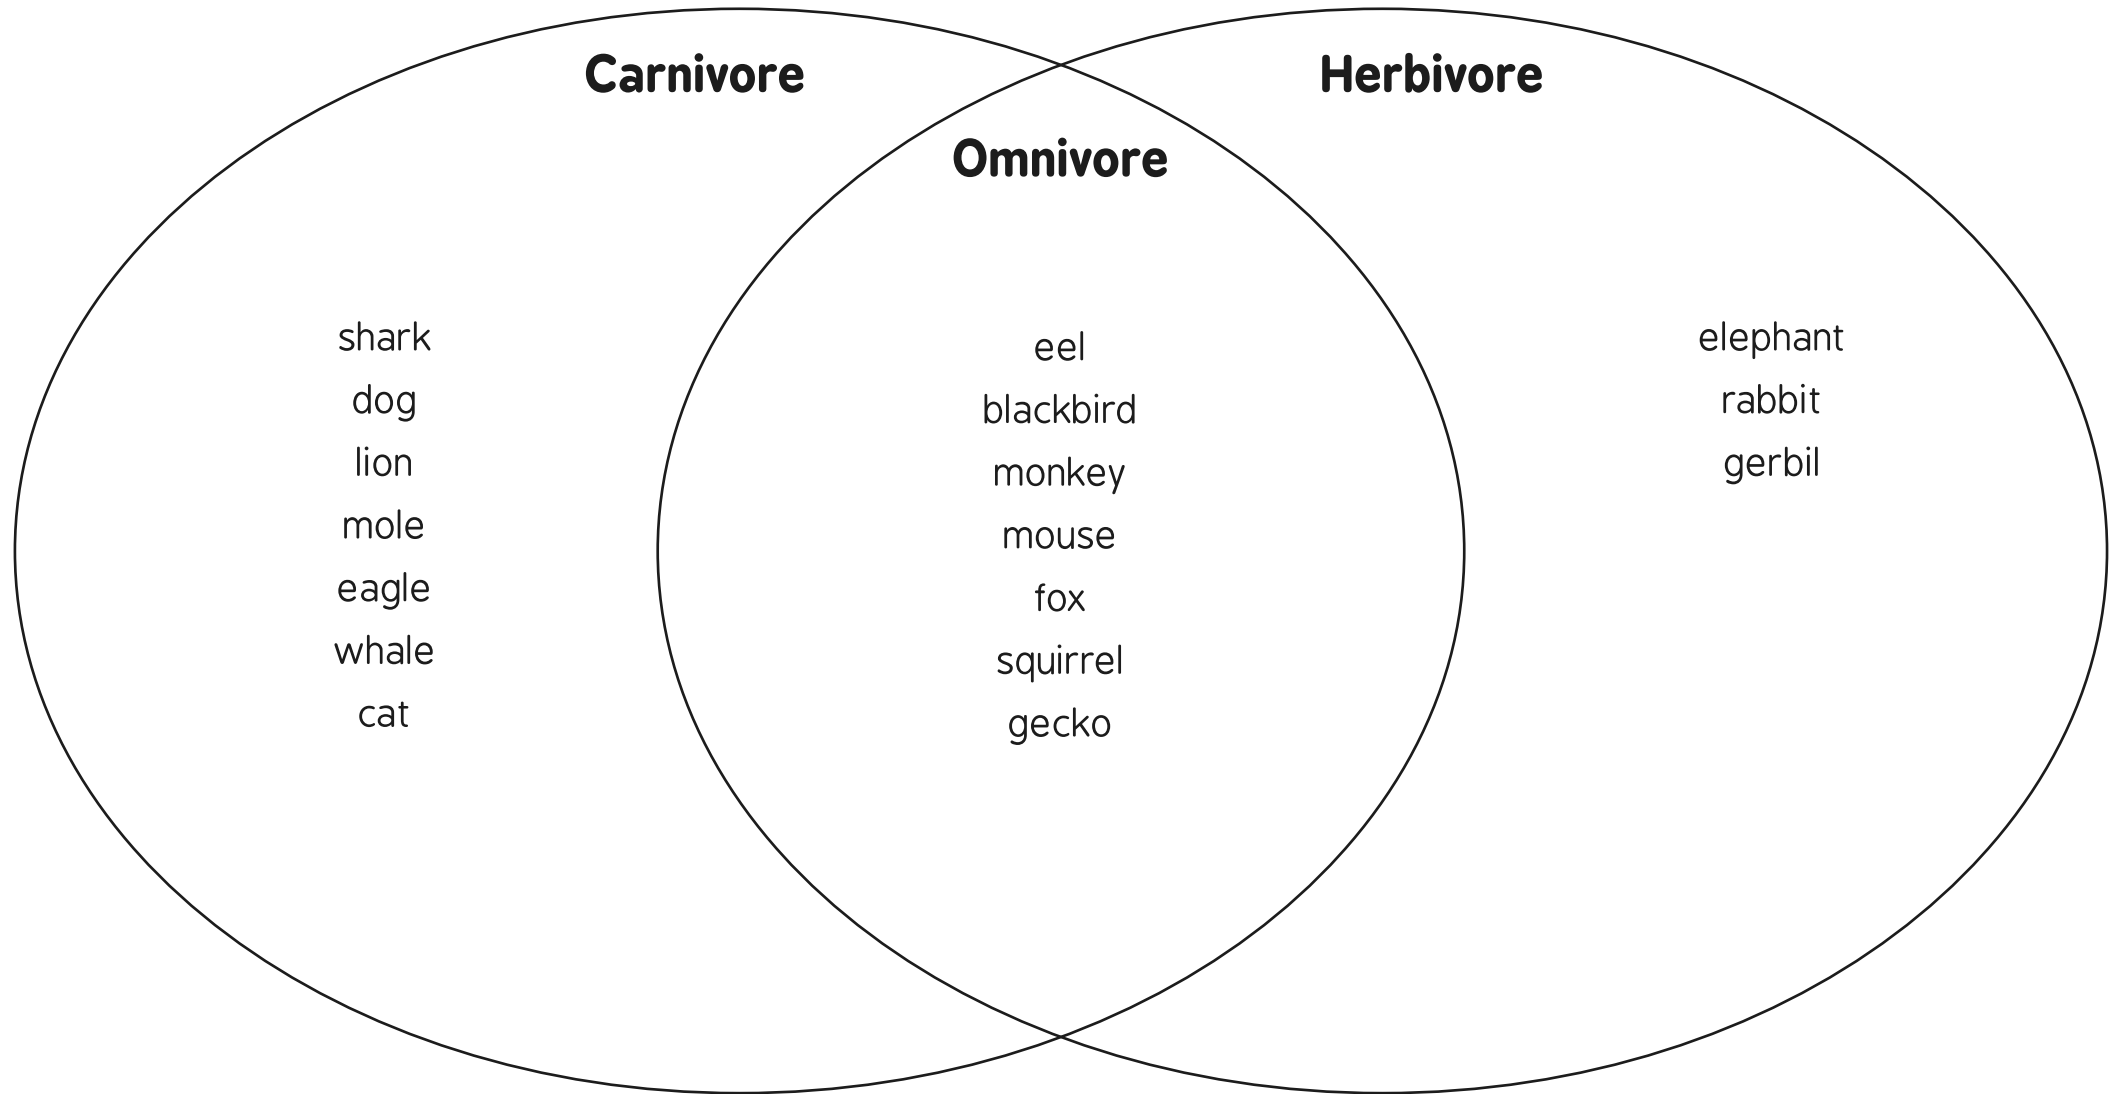 Carnivore
Herbivore
Omnivore
shark
dog
lion
mole
eagle
whale
cat
eel
blackbird
monkey
mouse
fox
squirrel
gecko
elephant
rabbit
gerbil